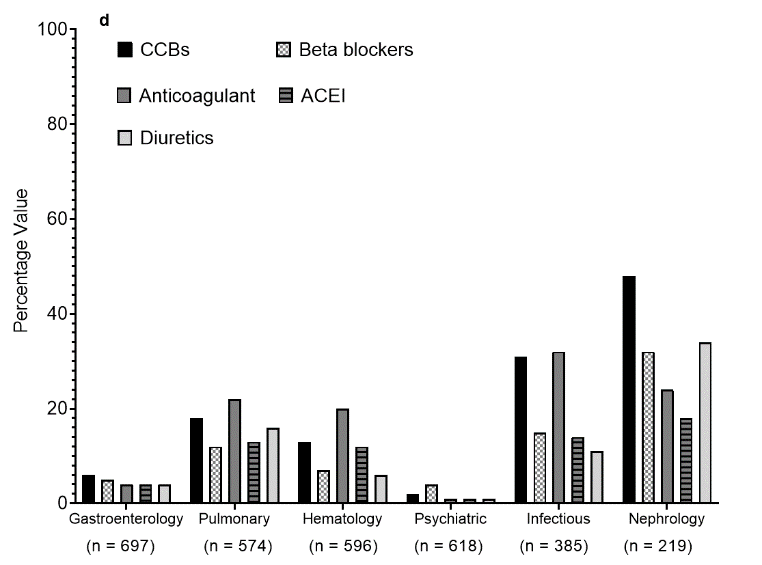 d
100
80
60
40
20
0
Percentage Value
CCBs Beta blockers
Anticoagulant ACEI
Diuretics
Gastroenterology Pulmonary Hematology Psychiatric Infectious Nephrology
(n = 697) (n = 574) (n = 596) (n = 618) (n = 385) (n = 219)